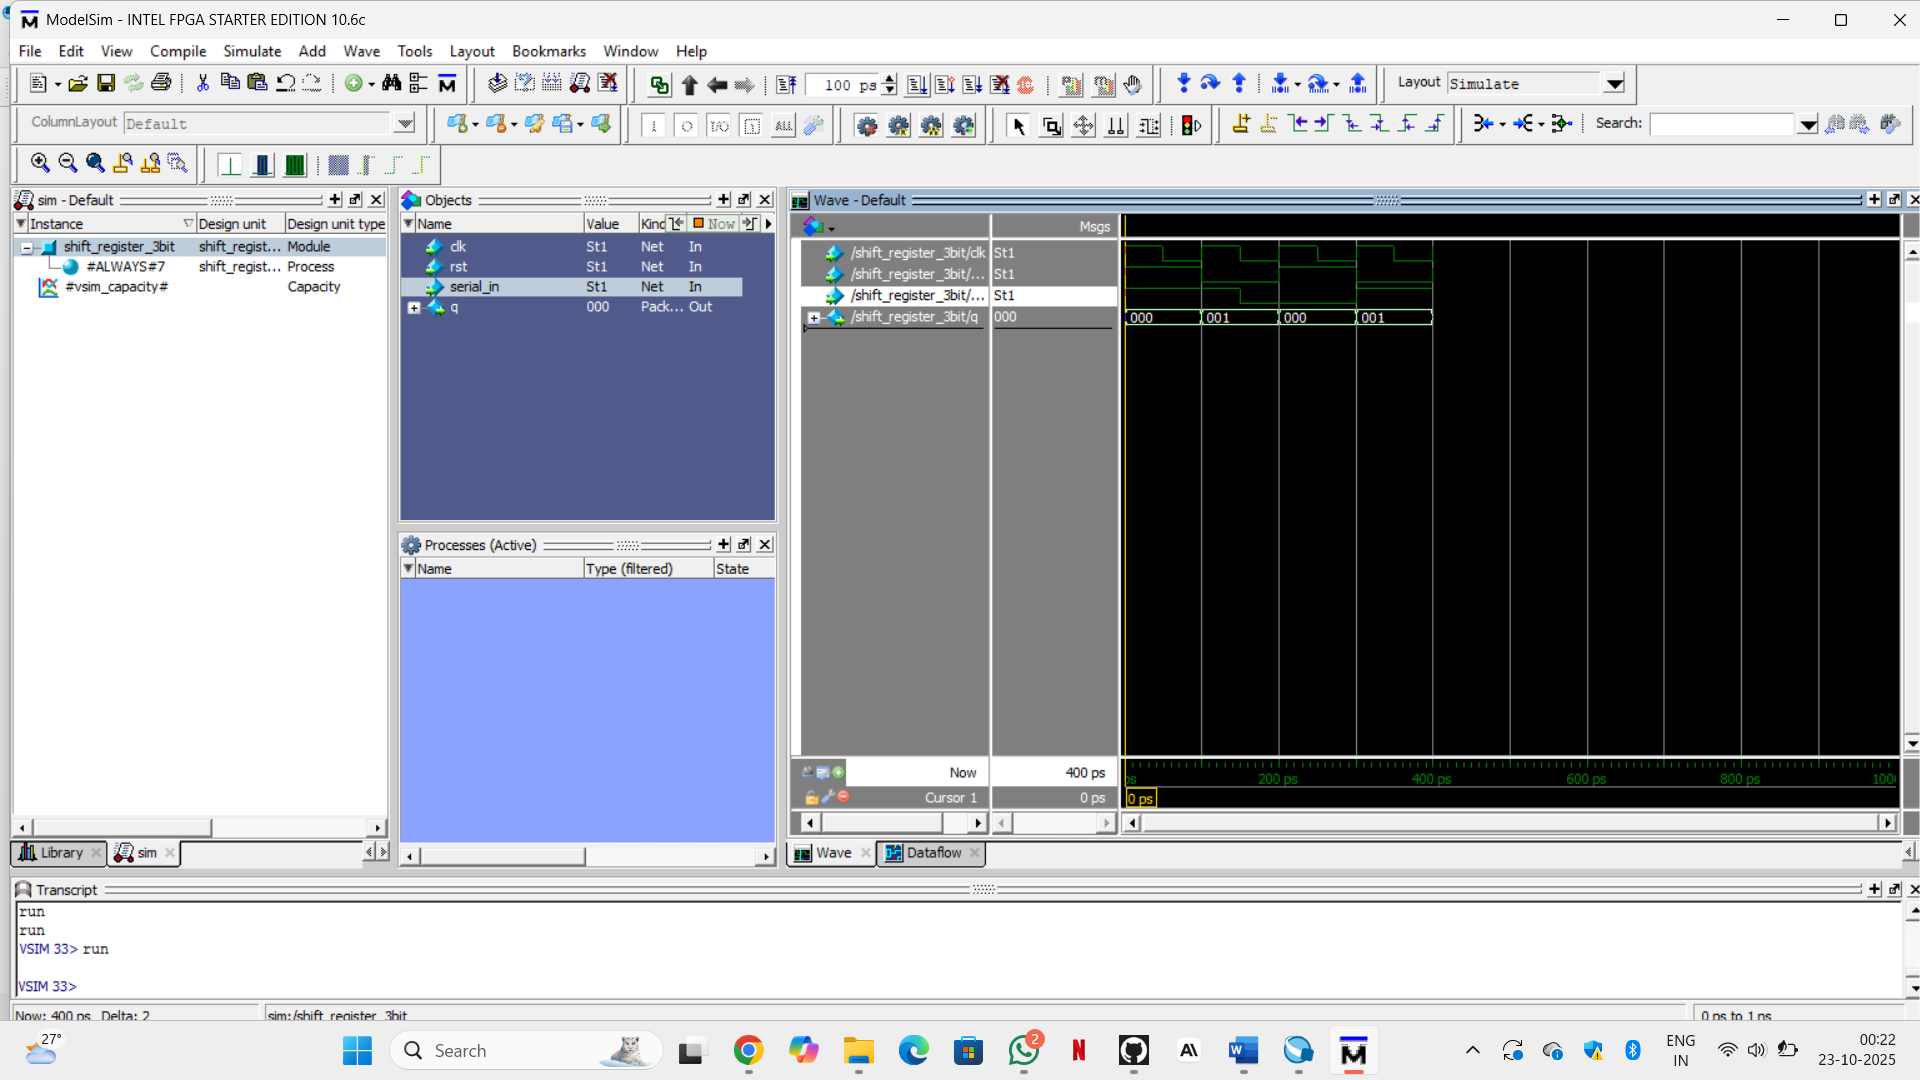 ModelSim - INTEL FPGA STARTER EDITION 10.6c
File Edit View Compile Simulate Add Wave Tools Layout Bookmarks Window Help
100 ps
Layout Simulate
ColumnLayout Default
Search:
sim - Default
Instance Design unit Design unit type
shift_register_3bit shift_regist... Module
#ALWAYS#7 shift_regist... Process
#vsim_capacity# Capacity
Library sim
Objects
Name Value Kind Now
clk St1 Net In
rst St1 Net In
serial_in St1 Net In
q 000 Pack... Out
Processes (Active)
Name Type (filtered) State
Wave - Default
Msgs
/shift_register_3bit/clk St1
/shift_register_3bit/... St1
/shift_register_3bit/... St1
/shift_register_3bit/q 000 000 001 000 001
Now 400 ps ps 200 ps 400 ps 600 ps 800 ps 100
Cursor 1 0 ps 0 ps
Wave Dataflow
Transcript
run
run
VSIM 33> run
VSIM 33>
Now: 400 ps Delta: 2 sim:/shift_register_3bit 0 ps to 1 ns
27°
Search
2
ENG
IN
00:22
23-10-2025